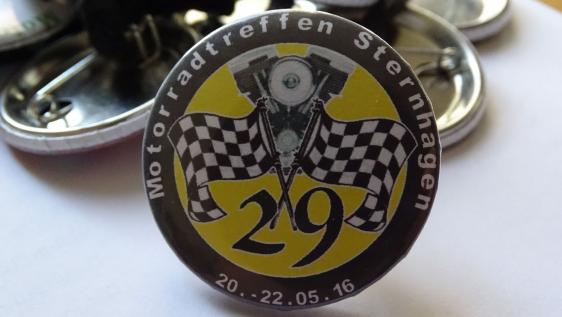 Motorradtreffen Sternhagen
29
20.-22.05.16